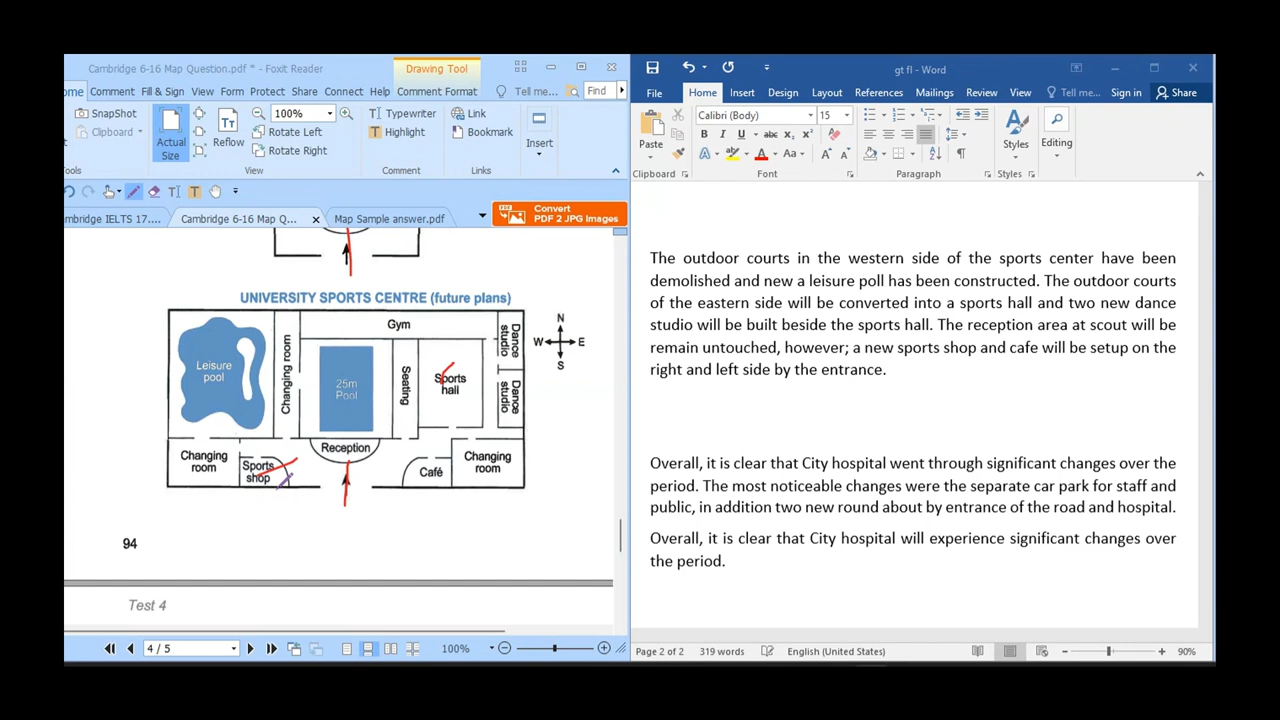 Cambridge 6-16 Map Question.pdf * - Foxit Reader
Drawing Tool
ome Comment Fill & Sign View Form Protect Share Connect Help Comment Format Tell me... Find
SnapShot
Clipboard
Actual Size
Reflow
100%
Rotate Left
Rotate Right
Typewriter
Highlight
Link
Bookmark
Insert
ools View Comment Links
mbridge IELTS 17.... Cambridge 6-16 Map Q... Map Sample answer.pdf
PDF
Convert
PDF 2 JPG Images
UNIVERSITY SPORTS CENTRE (future plans)
Gym
Leisure
pool
Changing room
25m
Pool
Seating
Sports
hall
Dance
studio
Dance
studio
N
W E
S
Reception
Changing
room
Sports
shop
Café
Changing
room
94
Test 4
4 / 5
100%
gt fl - Word
File Home Insert Design Layout References Mailings Review View Tell me... Sign in Share
Paste
Calibri (Body) 15
B I U abc x₂ x²
A A Aa A A
Styles
Editing
Clipboard Font Paragraph Styles
The outdoor courts in the western side of the sports center have been
demolished and new a leisure poll has been constructed. The outdoor courts
of the eastern side will be converted into a sports hall and two new dance
studio will be built beside the sports hall. The reception area at scout will be
remain untouched, however; a new sports shop and cafe will be setup on the
right and left side by the entrance.
Overall, it is clear that City hospital went through significant changes over the
period. The most noticeable changes were the separate car park for staff and
public, in addition two new round about by entrance of the road and hospital.
Overall, it is clear that City hospital will experience significant changes over
the period.
Page 2 of 2 319 words English (United States) 90%